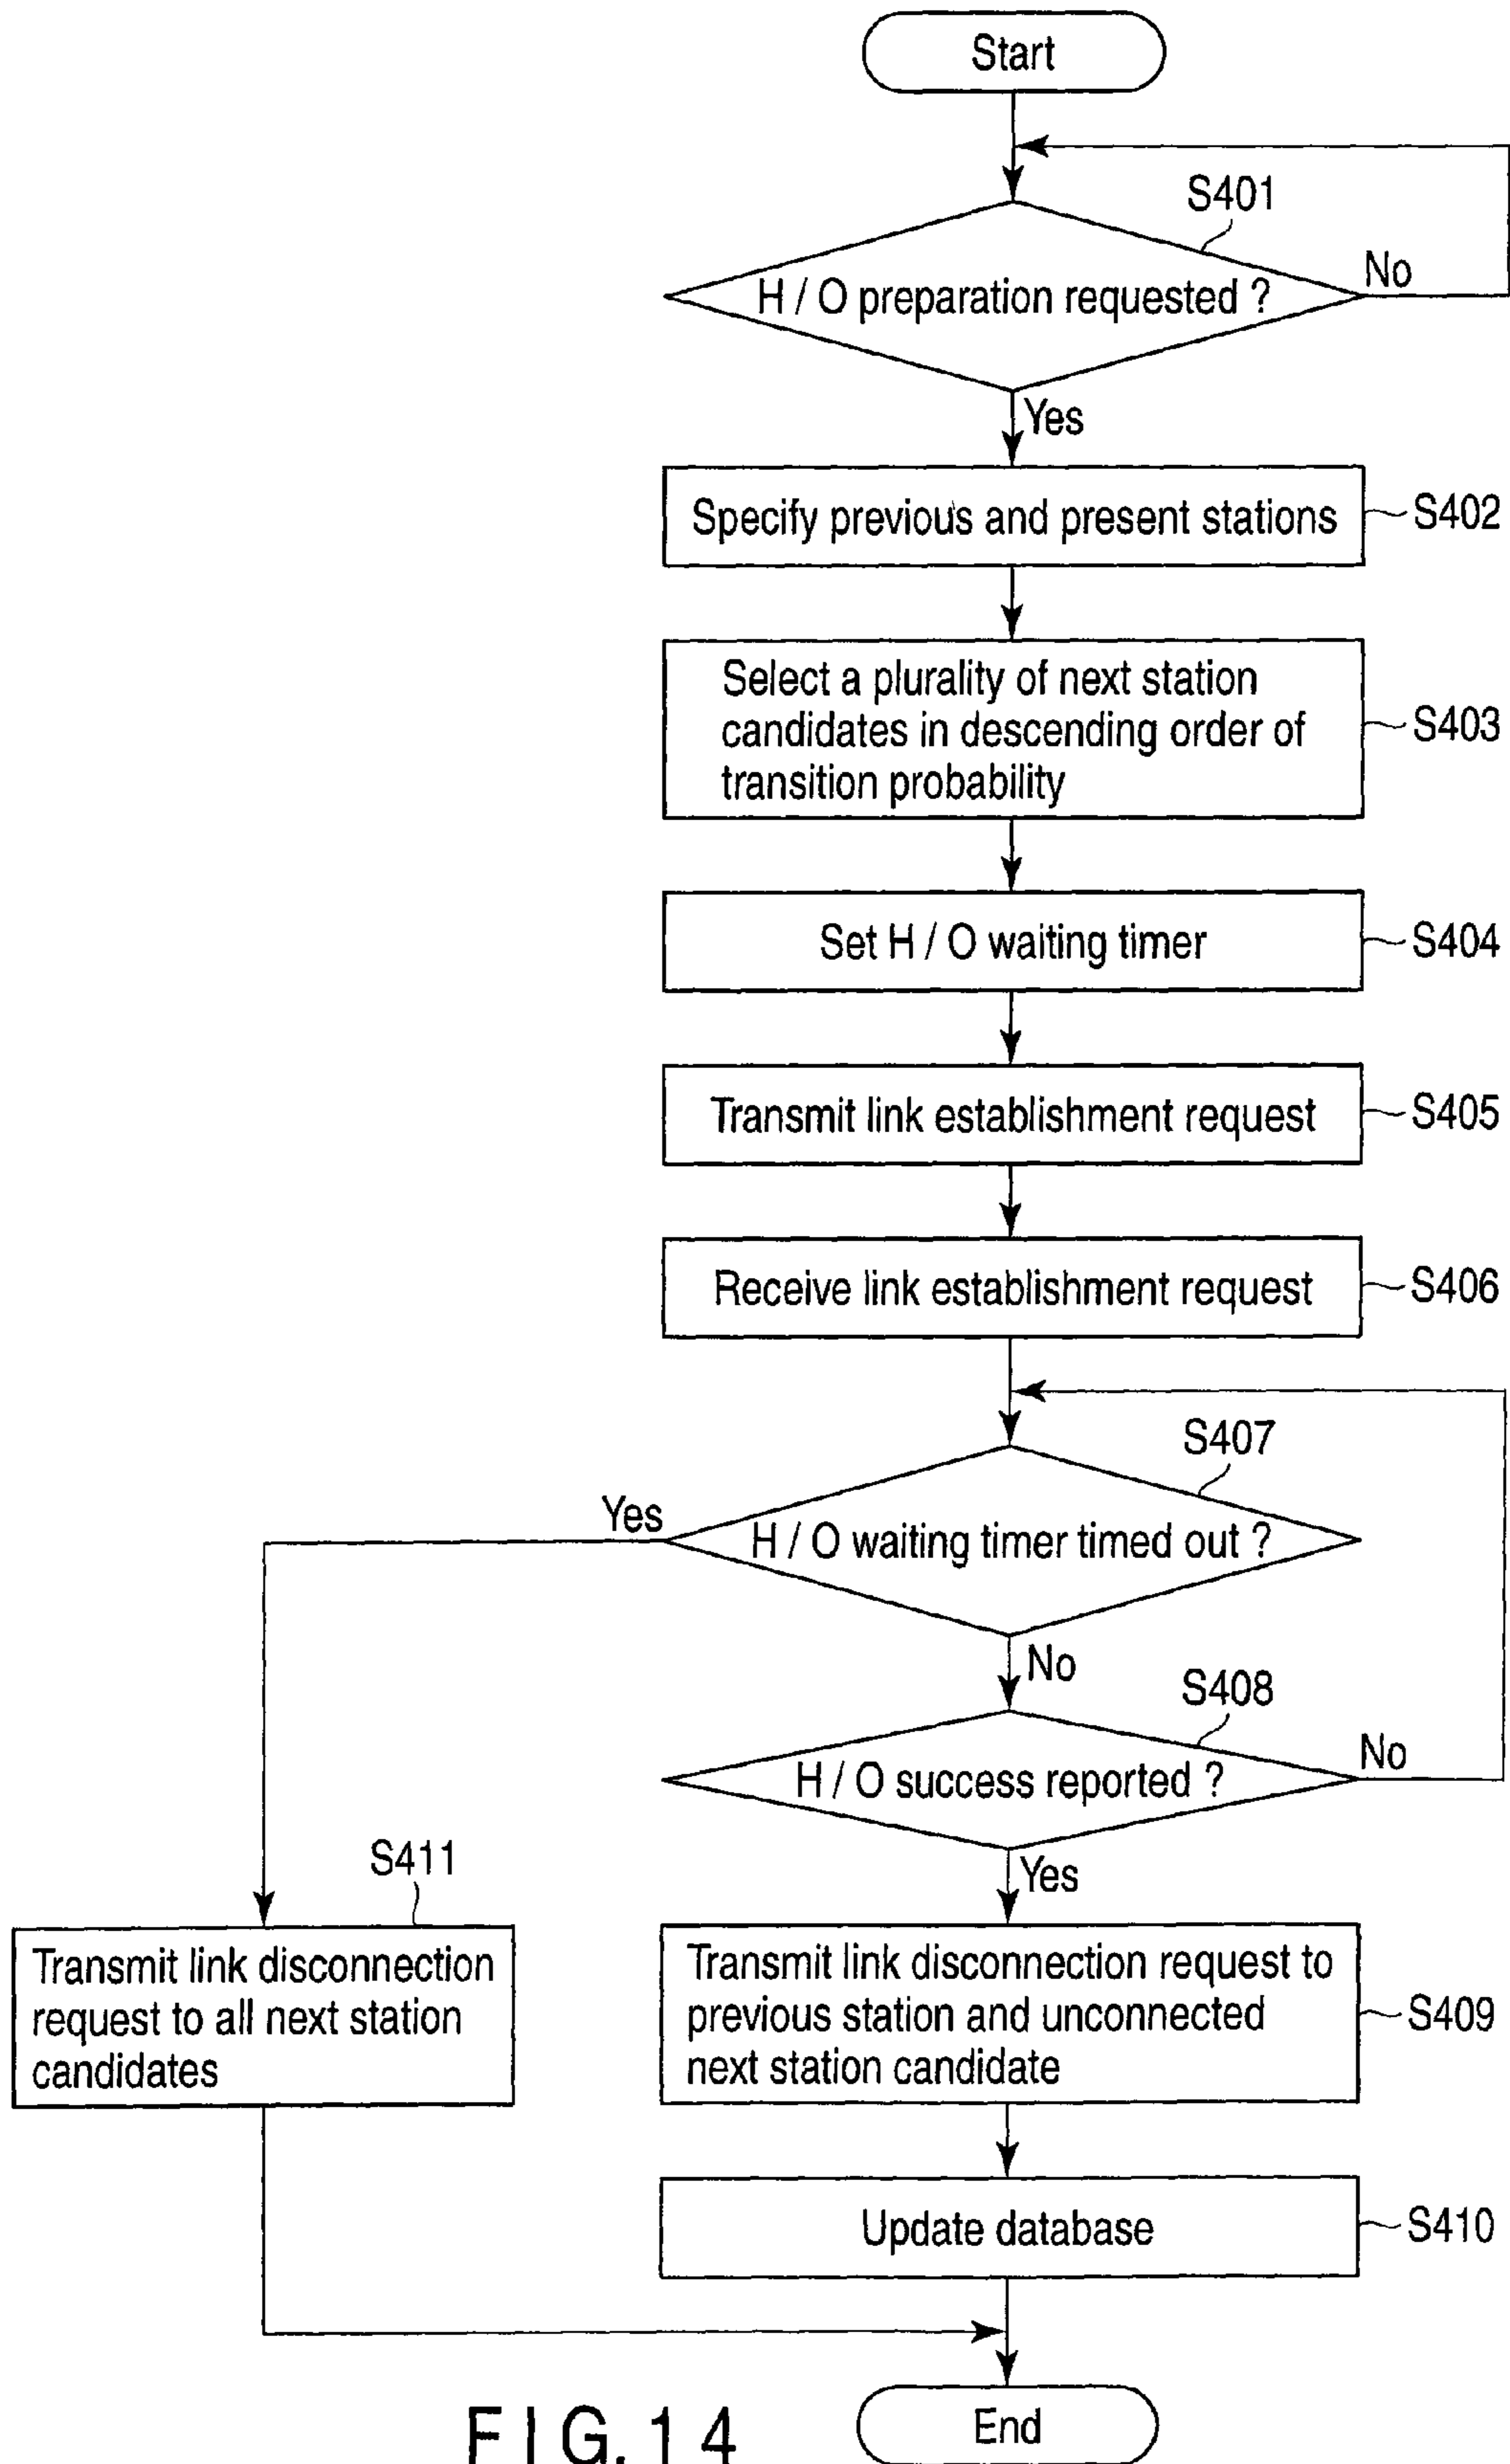 Start
S401
H / O preparation requested ?
No
Yes
Specify previous and present stations
S402
Select a plurality of next station
candidates in descending order of
transition probability
S403
Set H / O waiting timer
S404
Transmit link establishment request
S405
Receive link establishment request
S406
S407
Yes
H / O waiting timer timed out ?
No
S408
H / O success reported ?
No
Yes
S411
Transmit link disconnection
request to all next station
candidates
Transmit link disconnection request to
previous station and unconnected
next station candidate
S409
Update database
S410
End
FIG. 14